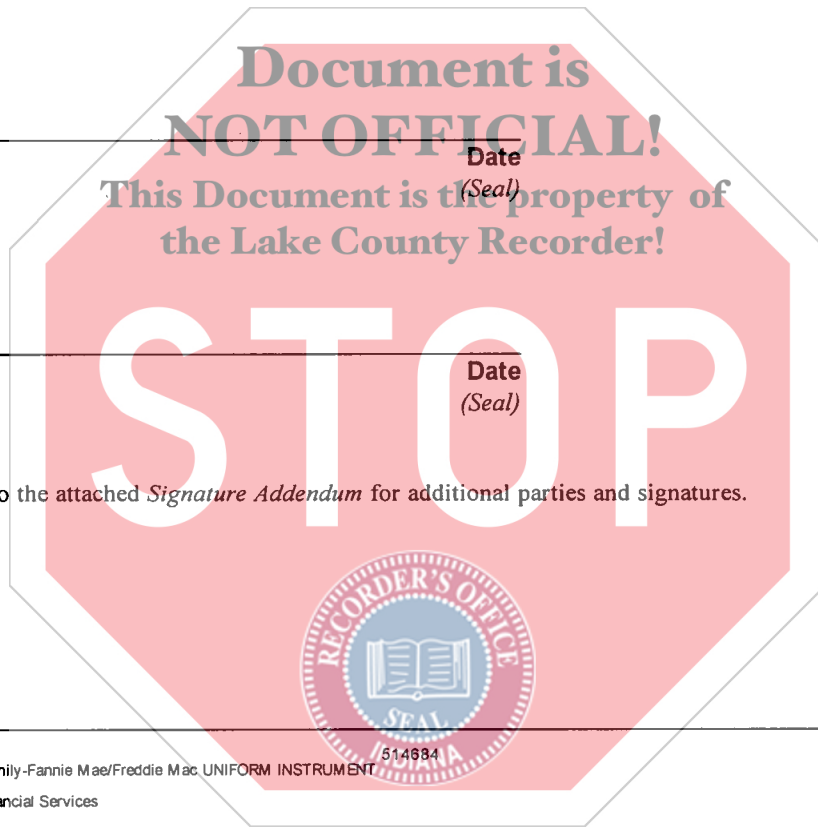 Document is
NOT OFFICIAL!
Date
(Seal)
This Document is the property of
the Lake County Recorder!
STOP
Date
(Seal)
the attached Signature Addendum for additional parties and signatures.
RECORDER'S OFFICE
SEAL
INDIANA
514684
-Fannie Mae/Freddie Mac UNIFORM INSTRUMENT
Services